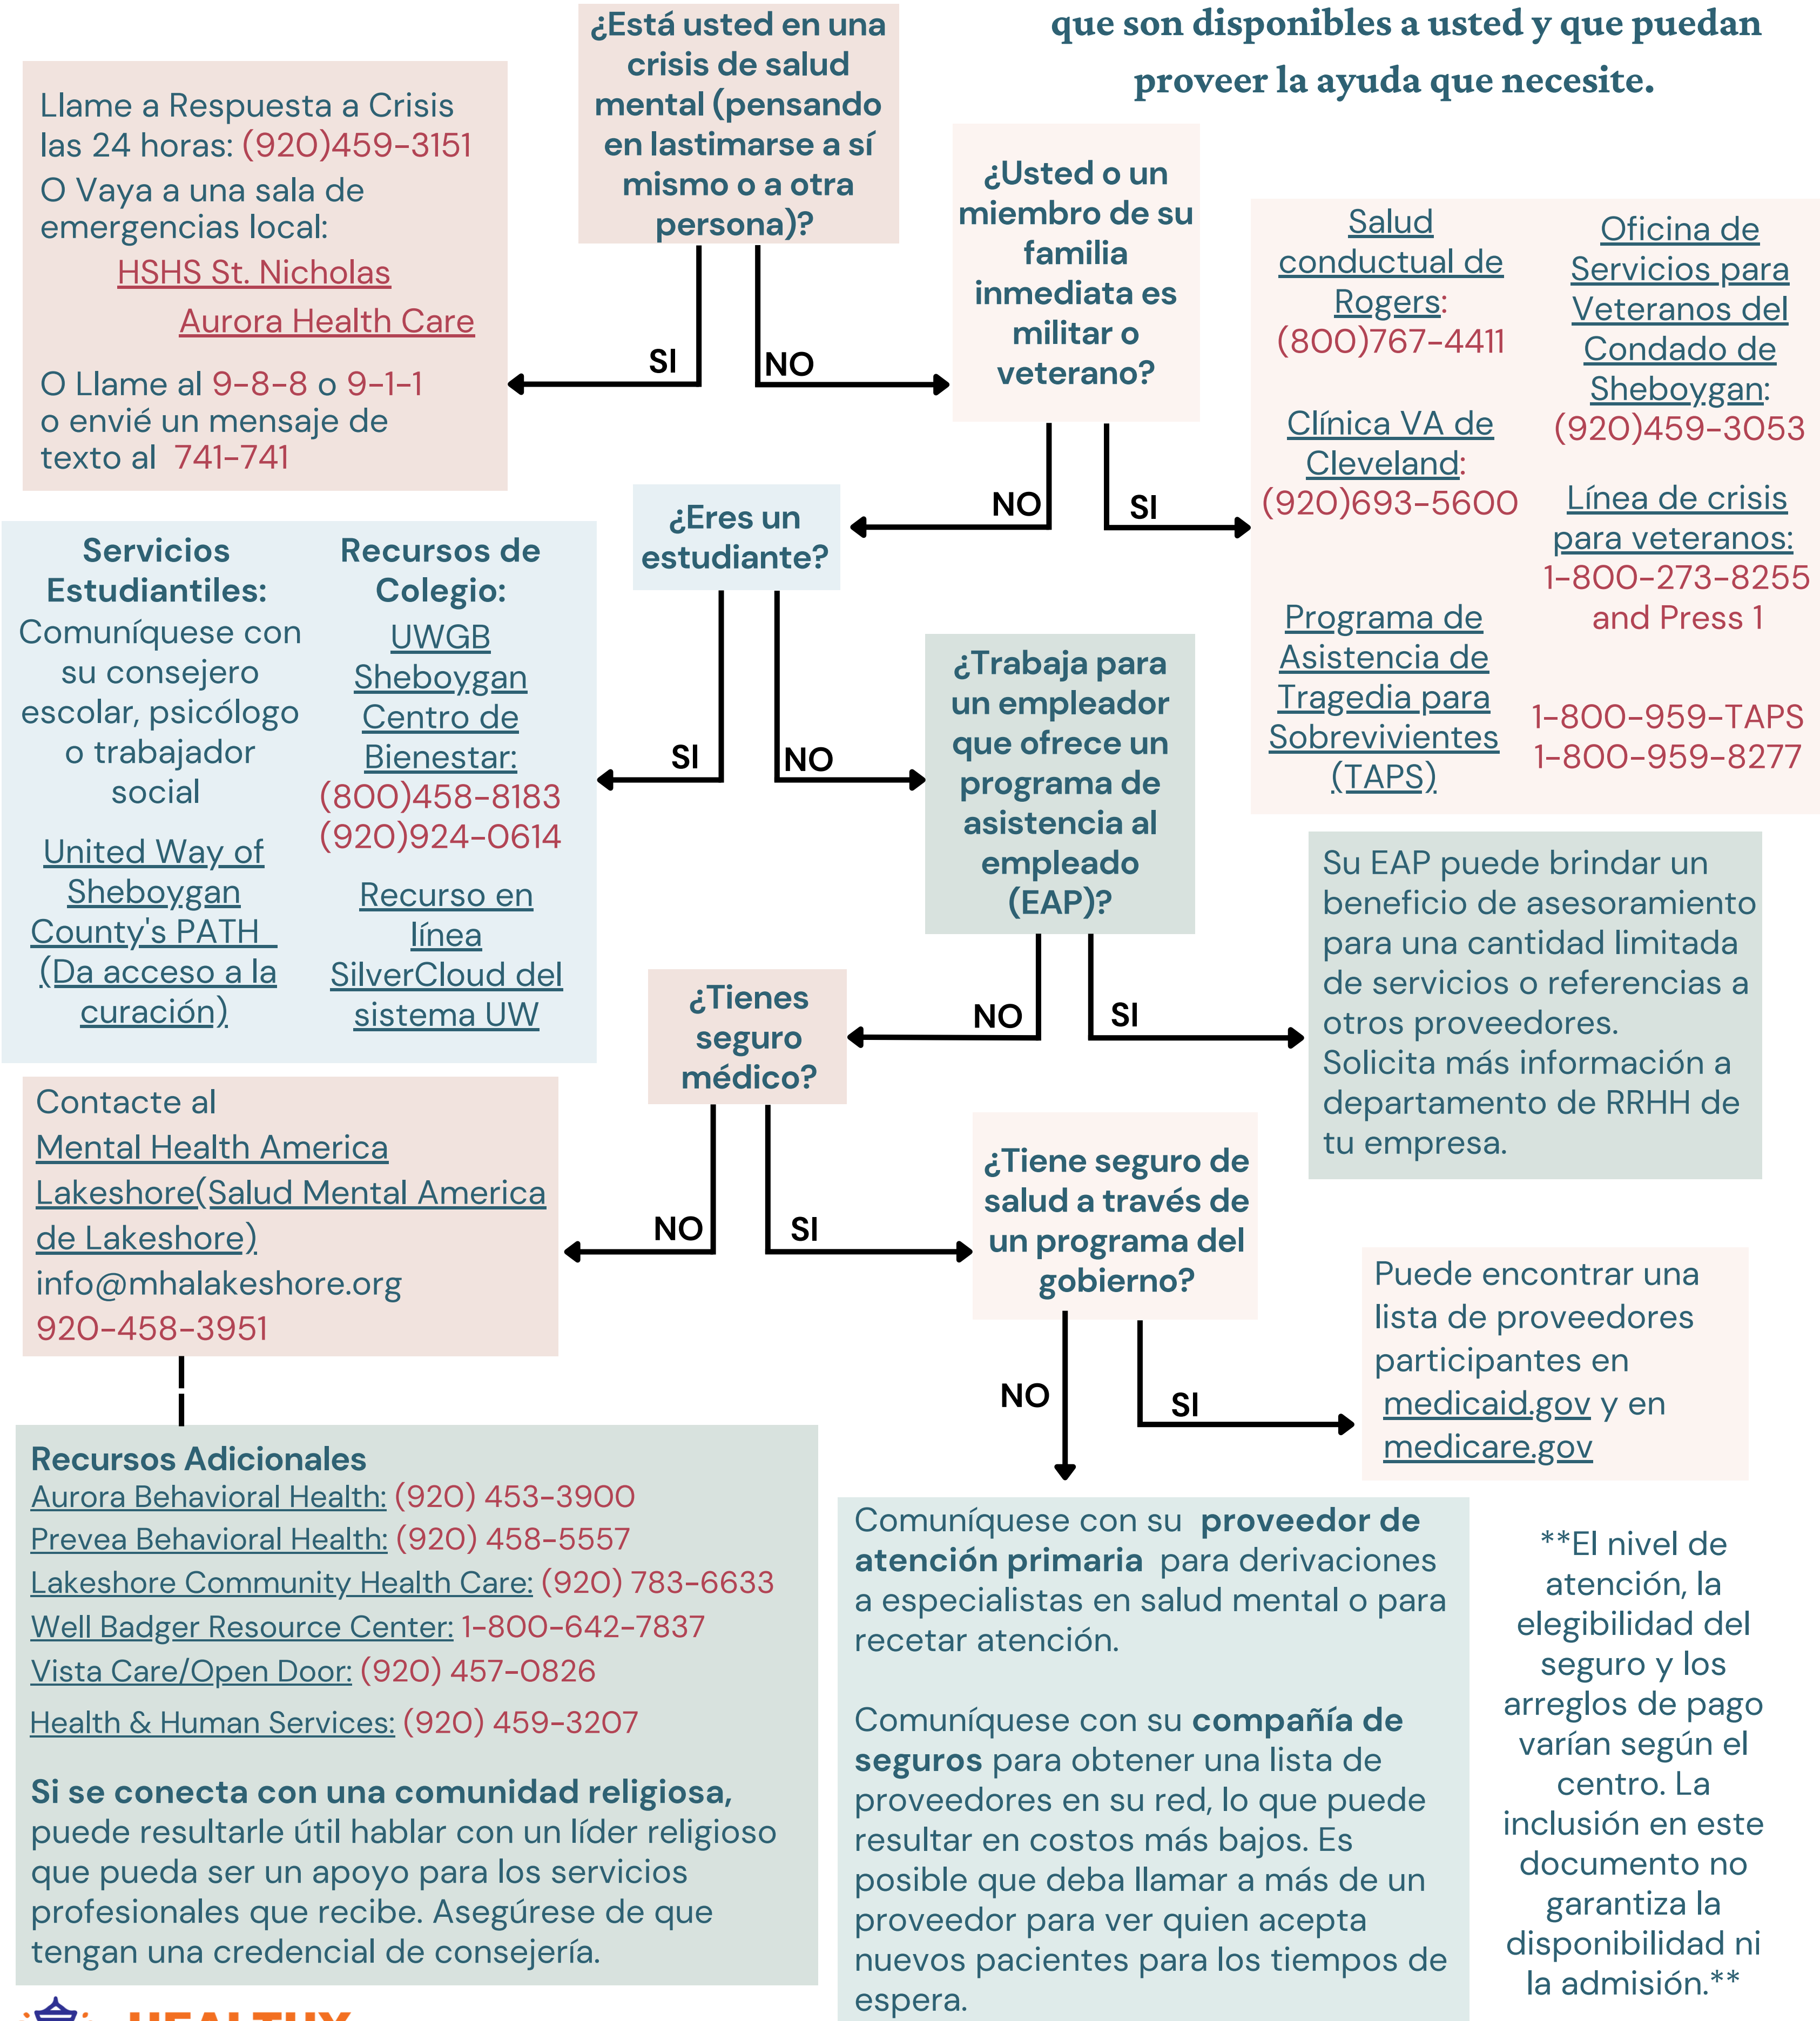 que son disponibles a usted y que puedan
proveer la ayuda que necesite.
¿Está usted en una
crisis de salud
mental (pensando
en lastimarse a sí
mismo o a otra
persona)?
SI
NO
Llame a Respuesta a Crisis
las 24 horas: (920)459-3151
O Vaya a una sala de
emergencias local:
HSHS St. Nicholas
Aurora Health Care
O Llame al 9-8-8 o 9-1-1
o envié un mensaje de
texto al 741-741
¿Usted o un
miembro de su
familia
inmediata es
militar o
veterano?
NO
SI
Salud
conductual de
Rogers:
(800)767-4411
Clínica VA de
Cleveland:
(920)693-5600
Programa de
Asistencia de
Tragedia para
Sobrevivientes
(TAPS)
Oficina de
Servicios para
Veteranos del
Condado de
Sheboygan:
(920)459-3053
Línea de crisis
para veteranos:
1-800-273-8255
and Press 1
1-800-959-TAPS
1-800-959-8277
¿Eres un
estudiante?
SI
NO
Servicios
Estudiantiles:
Comuníquese con
su consejero
escolar, psicólogo
o trabajador
social
United Way of
Sheboygan
County's PATH
(Da acceso a la
curación)
Recursos de
Colegio:
UWGB
Sheboygan
Centro de
Bienestar:
(800)458-8183
(920)924-0614
Recurso en
línea
SilverCloud del
sistema UW
¿Trabaja para
un empleador
que ofrece un
programa de
asistencia al
empleado
(EAP)?
NO
SI
Su EAP puede brindar un
beneficio de asesoramiento
para una cantidad limitada
de servicios o referencias a
otros proveedores.
Solicita más información a
departamento de RRHH de
tu empresa.
¿Tienes
seguro
médico?
NO
SI
Contacte al
Mental Health America
Lakeshore(Salud Mental America
de Lakeshore)
info@mhalakeshore.org
920-458-3951
¿Tiene seguro de
salud a través de
un programa del
gobierno?
NO
SI
Puede encontrar una
lista de proveedores
participantes en
medicaid.gov y en
medicare.gov
Recursos Adicionales
Aurora Behavioral Health: (920) 453-3900
Prevea Behavioral Health: (920) 458-5557
Lakeshore Community Health Care: (920) 783-6633
Well Badger Resource Center: 1-800-642-7837
Vista Care/Open Door: (920) 457-0826
Health & Human Services: (920) 459-3207
Si se conecta con una comunidad religiosa,
puede resultarle útil hablar con un líder religioso
que pueda ser un apoyo para los servicios
profesionales que recibe. Asegúrese de que
tengan una credencial de consejería.
Comuníquese con su proveedor de
atención primaria para derivaciones
a especialistas en salud mental o para
recetar atención.
Comuníquese con su compañía de
seguros para obtener una lista de
proveedores en su red, lo que puede
resultar en costos más bajos. Es
posible que deba llamar a más de un
proveedor para ver quien acepta
nuevos pacientes para los tiempos de
espera.
**El nivel de
atención, la
elegibilidad del
seguro y los
arreglos de pago
varían según el
centro. La
inclusión en este
documento no
garantiza la
disponibilidad ni
la admisión.**
HEALTHY